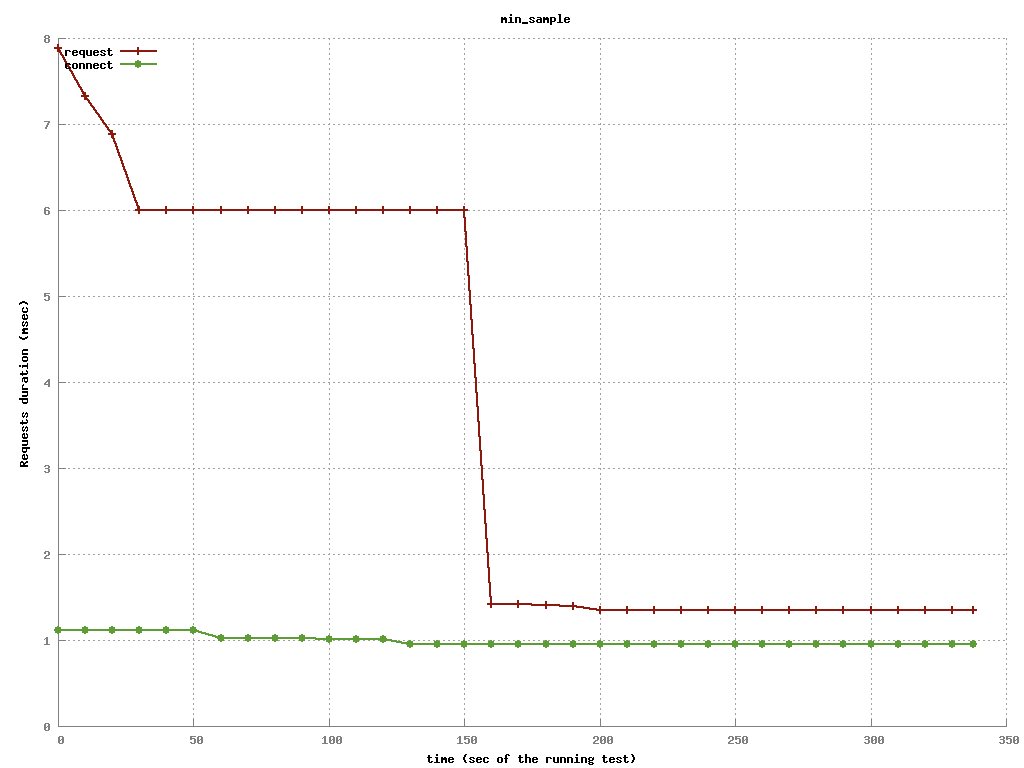 min_sample
request
connect
8
7
6
5
4
3
2
1
0
Requests duration (msec)
0 50 100 150 200 250 300 350
time (sec of the running test)